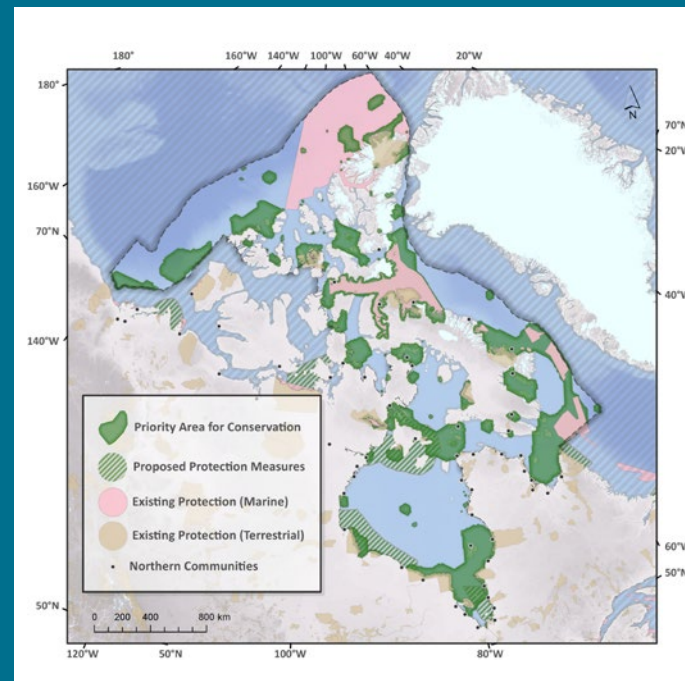 180° 160°W 140°W 120°W 100°W 80°W 60°W 40°W 20°W
180°
N
70°N
20°W
160°W
70°W
40°W
140°W
Priority Area for Conservation
Proposed Protection Measures
Existing Protection (Marine)
Existing Protection (Terrestrial)
Northern Communities
60°W
50°W
50°N
0 200 400 800 km
120°W 50°W 100°W 80°W